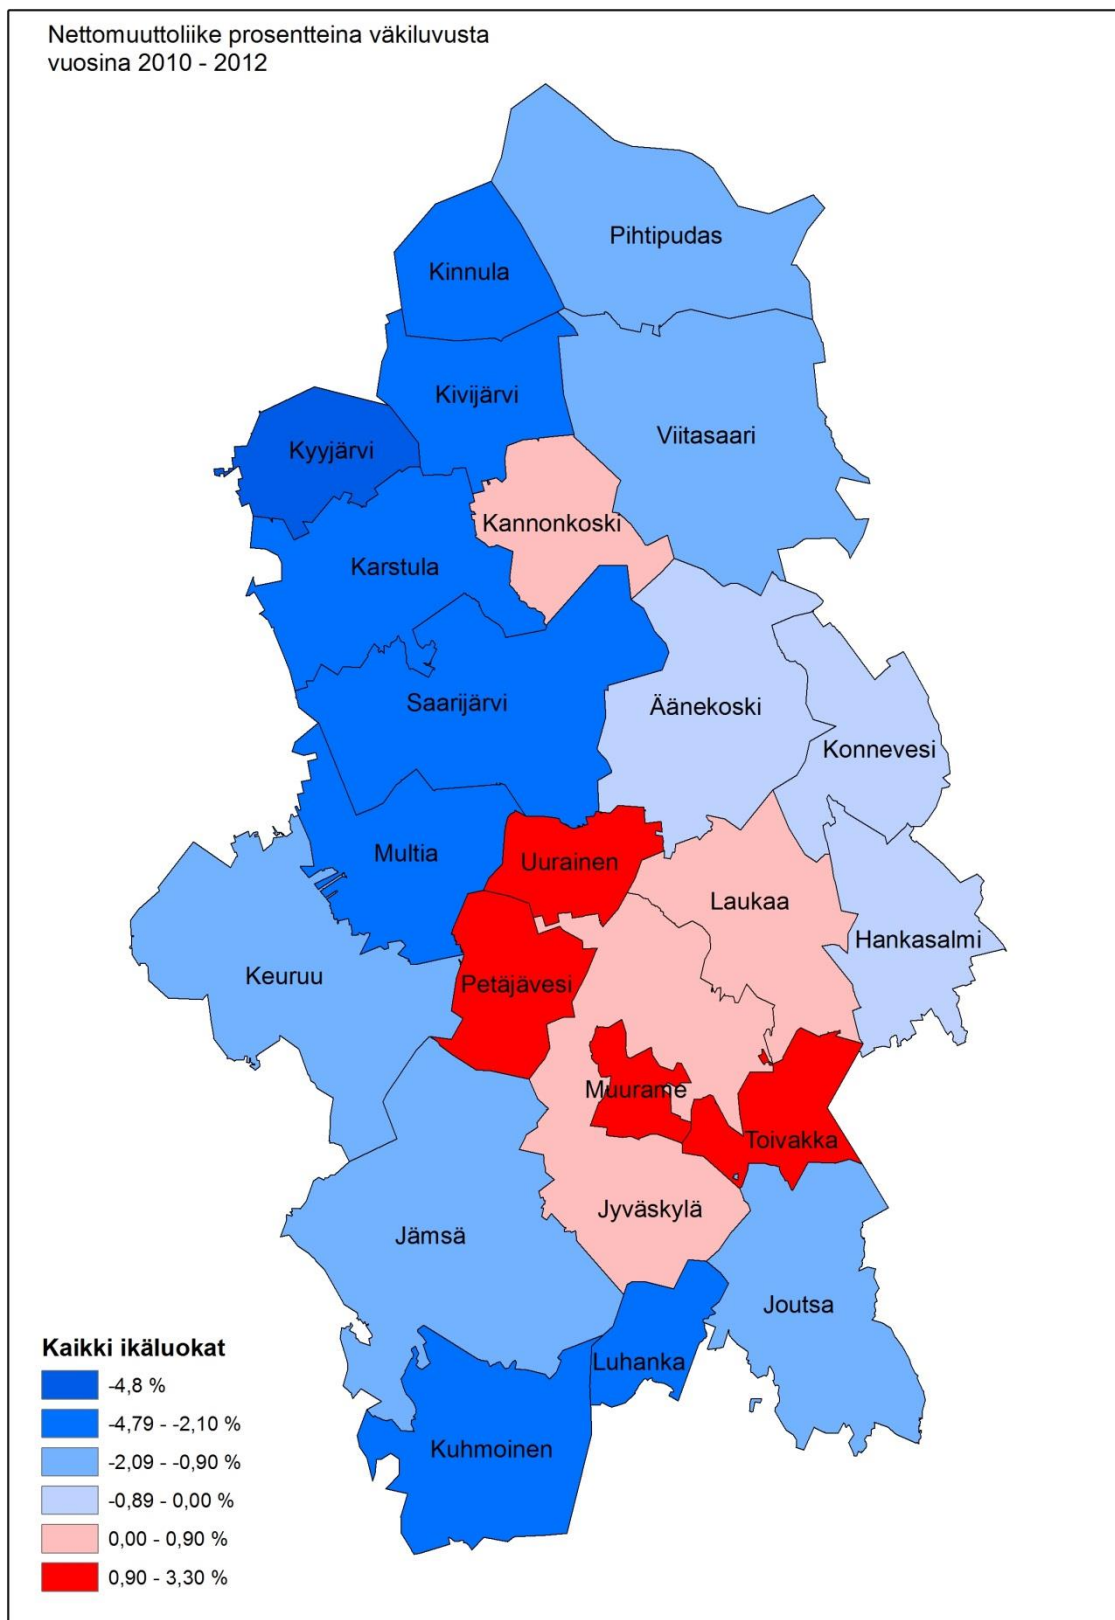 Nettomuuttoliike prosentteina väkiluvusta
vuosina 2010 - 2012
Pihtipudas
Kinnula
Kivijärvi
Viitasaari
Kyyjärvi
Kannonkoski
Karstula
Saarijärvi
Äänekoski
Konnevesi
Multia
Uurainen
Laukaa
Hankasalmi
Keuruu
Petäjävesi
Muurame
Toivakka
Jyväskylä
Jämsä
Joutsa
Luhanka
Kuhmoinen
Kaikki ikäluokat
-4,8 %
-4,79 - -2,10 %
-2,09 - -0,90 %
-0,89 - 0,00 %
0,00 - 0,90 %
0,90 - 3,30 %